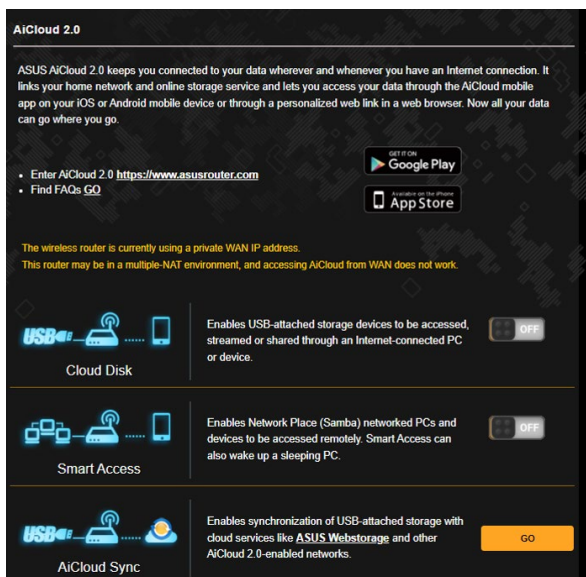 AiCloud 2.0
ASUS AiCloud 2.0 keeps you connected to your data wherever and whenever you have an Internet connection. It
links your home network and online storage service and lets you access your data through the AiCloud mobile
app on your iOS or Android mobile device or through a personalized web link in a web browser. Now all your data
can go where you go.
GET IT ON
Google Play
• Enter AiCloud 2.0 https://www.asusrouter.com
• Find FAQs GO
Available on the iPhone
App Store
The wireless router is currently using a private WAN IP address.
This router may be in a multiple-NAT environment, and accessing AiCloud from WAN does not work.
USB
Cloud Disk
Enables USB-attached storage devices to be accessed,
streamed or shared through an Internet-connected PC
or device.
OFF
Smart Access
Enables Network Place (Samba) networked PCs and
devices to be accessed remotely. Smart Access can
also wake up a sleeping PC.
OFF
USB
AiCloud Sync
Enables synchronization of USB-attached storage with
cloud services like ASUS Webstorage and other
AiCloud 2.0-enabled networks.
GO